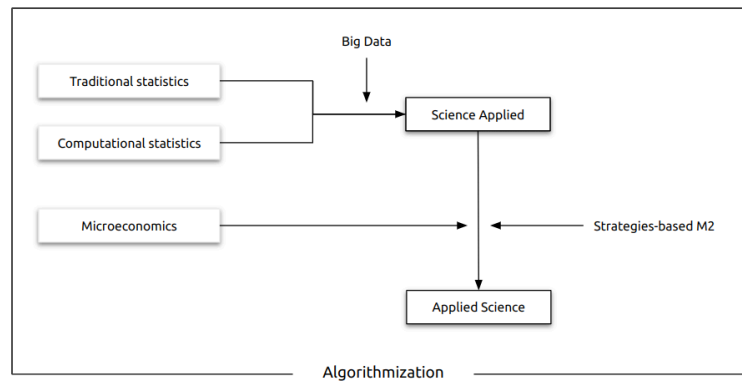 Big Data
Traditional statistics
Science Applied
Computational statistics
Microeconomics
Strategies-based M2
Applied Science
Algorithmization